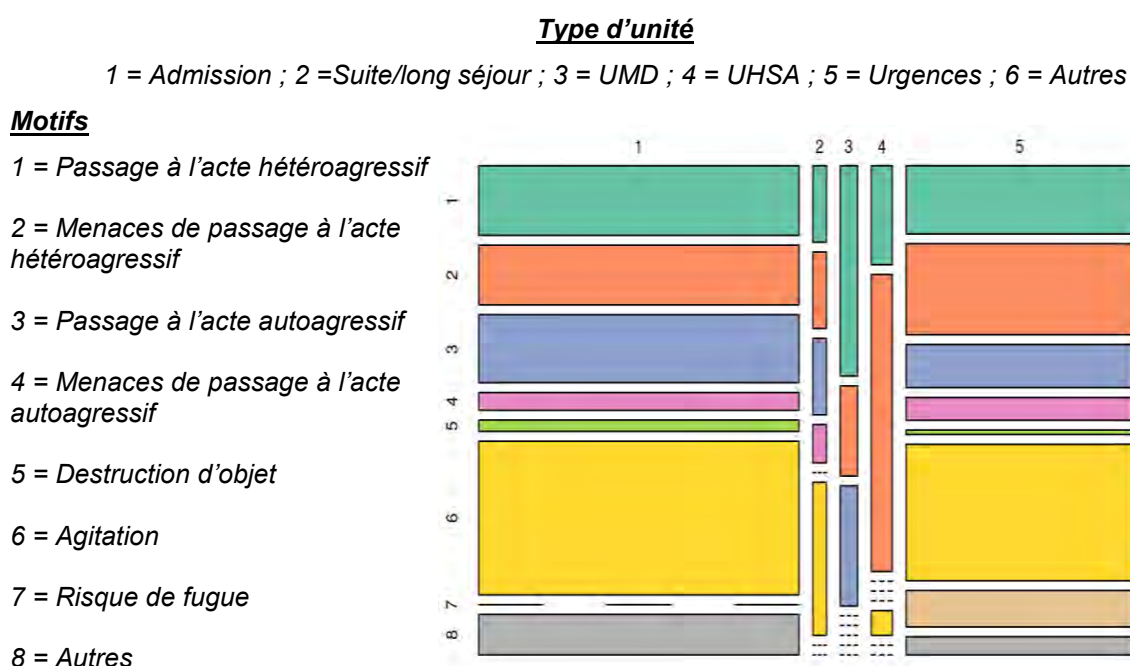 Type d’unité
1 = Admission ; 2 =Suite/long séjour ; 3 = UMD ; 4 = UHSA ; 5 = Urgences ; 6 = Autres
Motifs
1 = Passage à l’acte hétéroagressif
2 = Menaces de passage à l’acte
hétéroagressif
3 = Passage à l’acte autoagressif
4 = Menaces de passage à l’acte
autoagressif
5 = Destruction d’objet
6 = Agitation
7 = Risque de fugue
8 = Autres
1 2 3 4 5
1
2
3
4
5
6
7
8